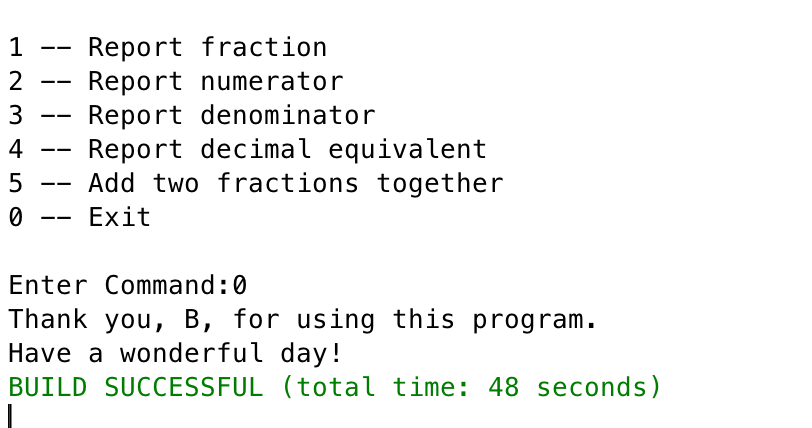 1 -- Report fraction
2 -- Report numerator
3 -- Report denominator
4 -- Report decimal equivalent
5 -- Add two fractions together
0 -- Exit
Enter Command:0
Thank you, B, for using this program.
Have a wonderful day!
BUILD SUCCESSFUL (total time: 48 seconds)